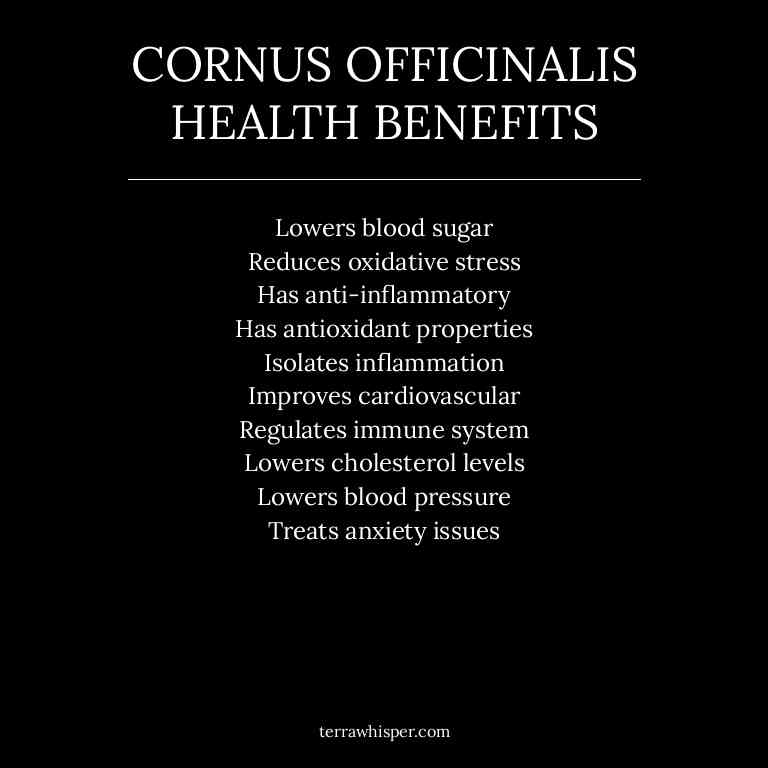 CORNUS OFFICINALIS
HEALTH BENEFITS
Lowers blood sugar
Reduces oxidative stress
Has anti-inflammatory
Has antioxidant properties
Isolates inflammation
Improves cardiovascular
Regulates immune system
Lowers cholesterol levels
Lowers blood pressure
Treats anxiety issues
terrawhisper.com